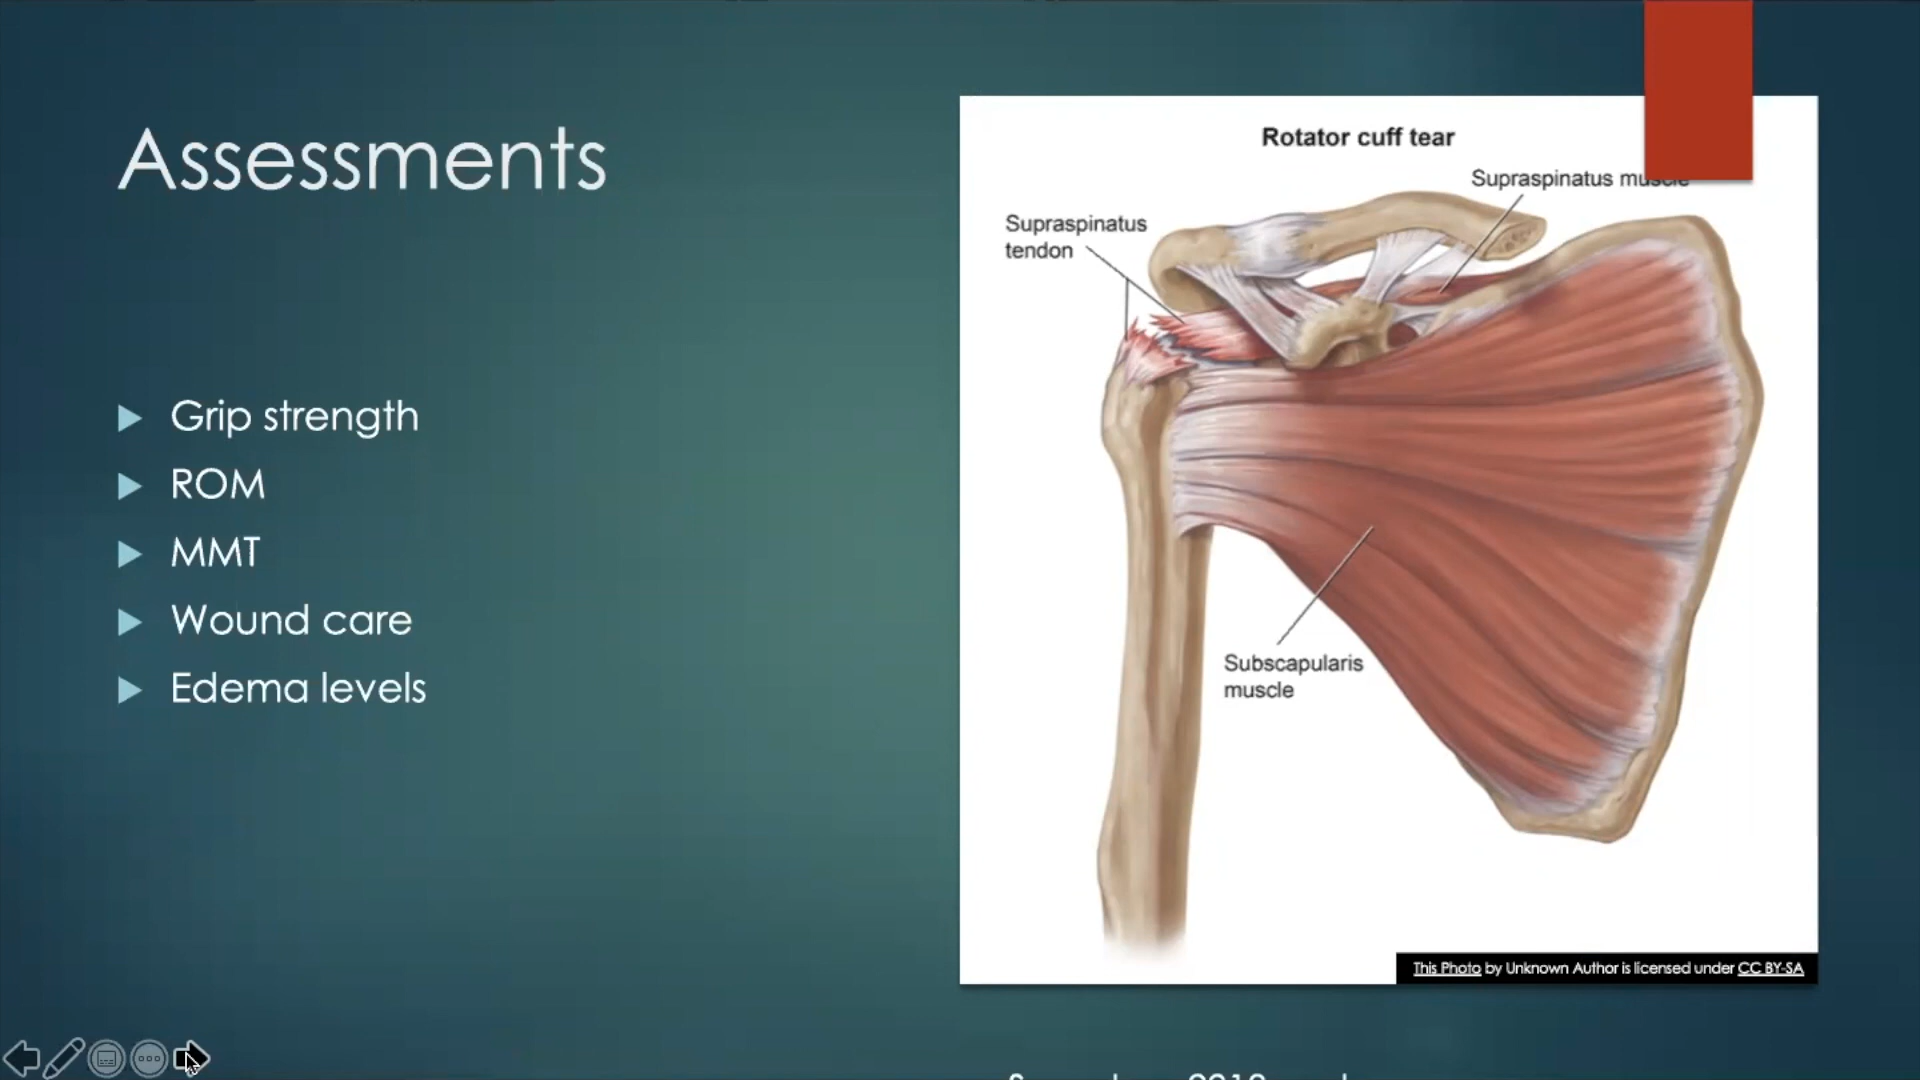 Assessments
Grip strength
ROM
MMT
Wound care
Edema levels
Rotator cuff tear
Supraspinatus muscle
Supraspinatus
tendon
Subscapularis
muscle
This Photo by Unknown Author is licensed under CC BY-SA